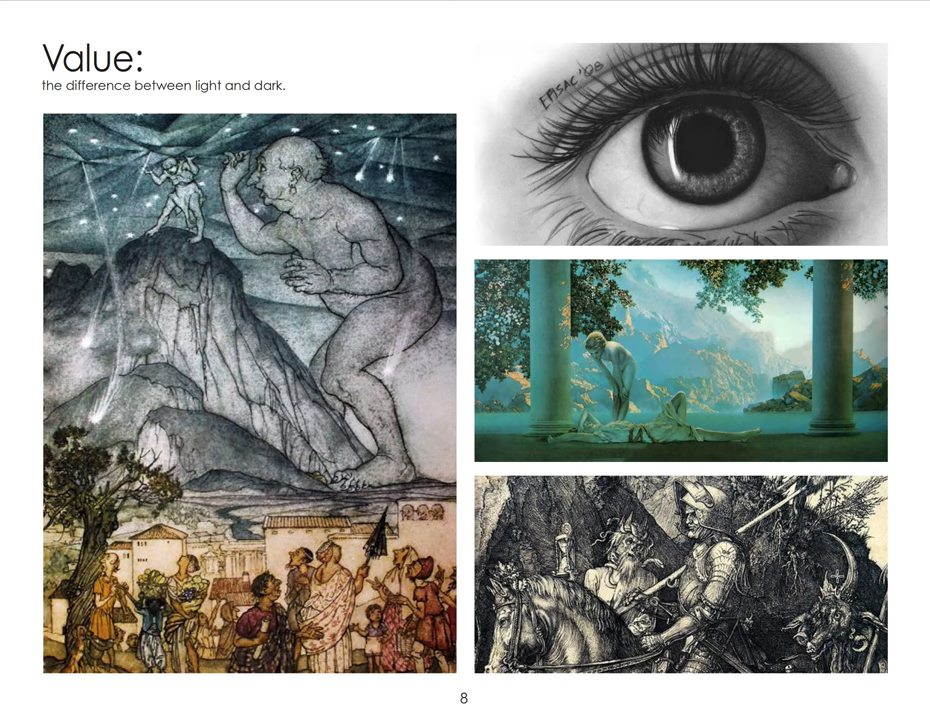 Value:
the difference between light and dark.
EPISAC '08
8